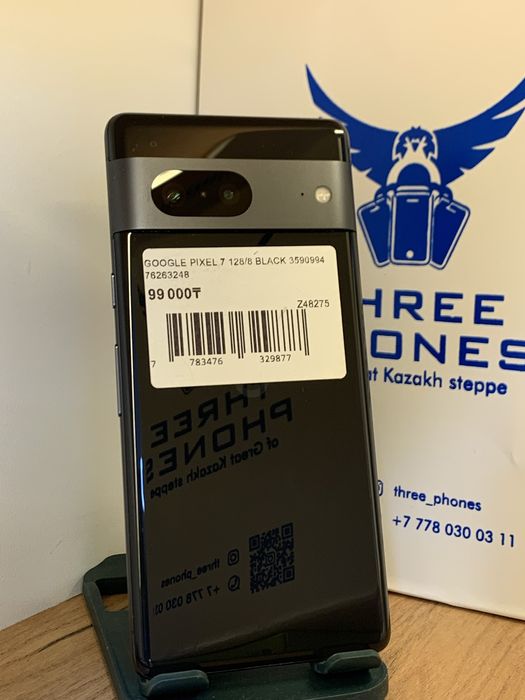 GOOGLE PIXEL 7 128/8 BLACK 3590994
76263248
99 000₸
Z48275
7 783476 329877
THREE
PHONES
of Great Kazakh steppe
three_phones
+7 778 030 03
HREE
ONES
at Kazakh steppe
three_phones
+7 778 030 03 11